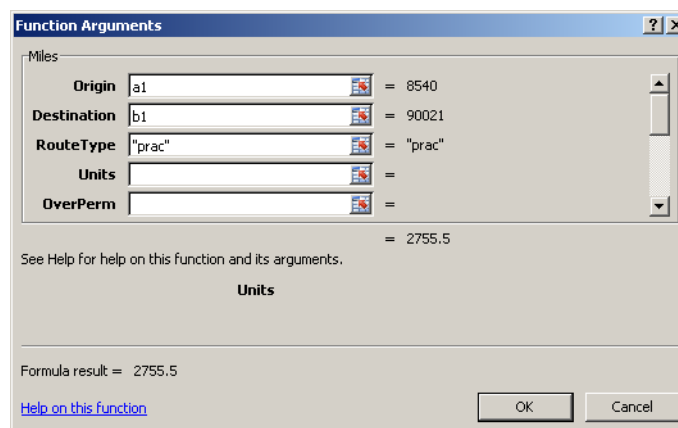 Function Arguments
Miles
Origin a1 = 8540
Destination b1 = 90021
RouteType "prac" = "prac"
Units =
OverPerm =
= 2755.5
See Help for help on this function and its arguments.
Units
Formula result = 2755.5
Help on this function OK Cancel